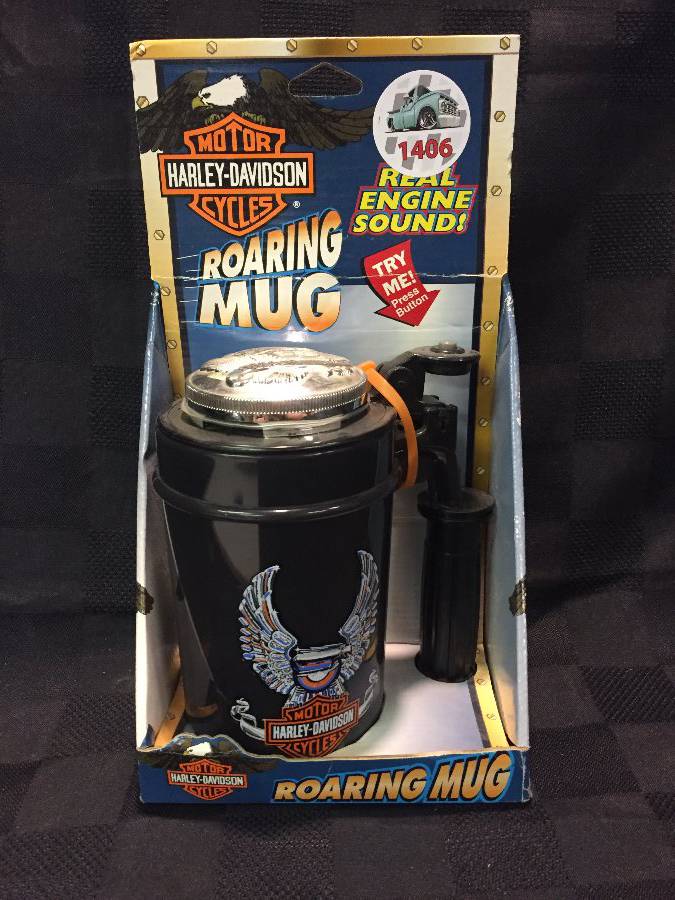 MOTOR
HARLEY-DAVIDSON
CYCLES
®
1406
REAL
ENGINE
SOUND!
ROARING
MUG
TRY
ME!
Press
Button
MOTOR
HARLEY-DAVIDSON
CYCLES
MOTOR
HARLEY-DAVIDSON
CYCLES
ROARING MUG